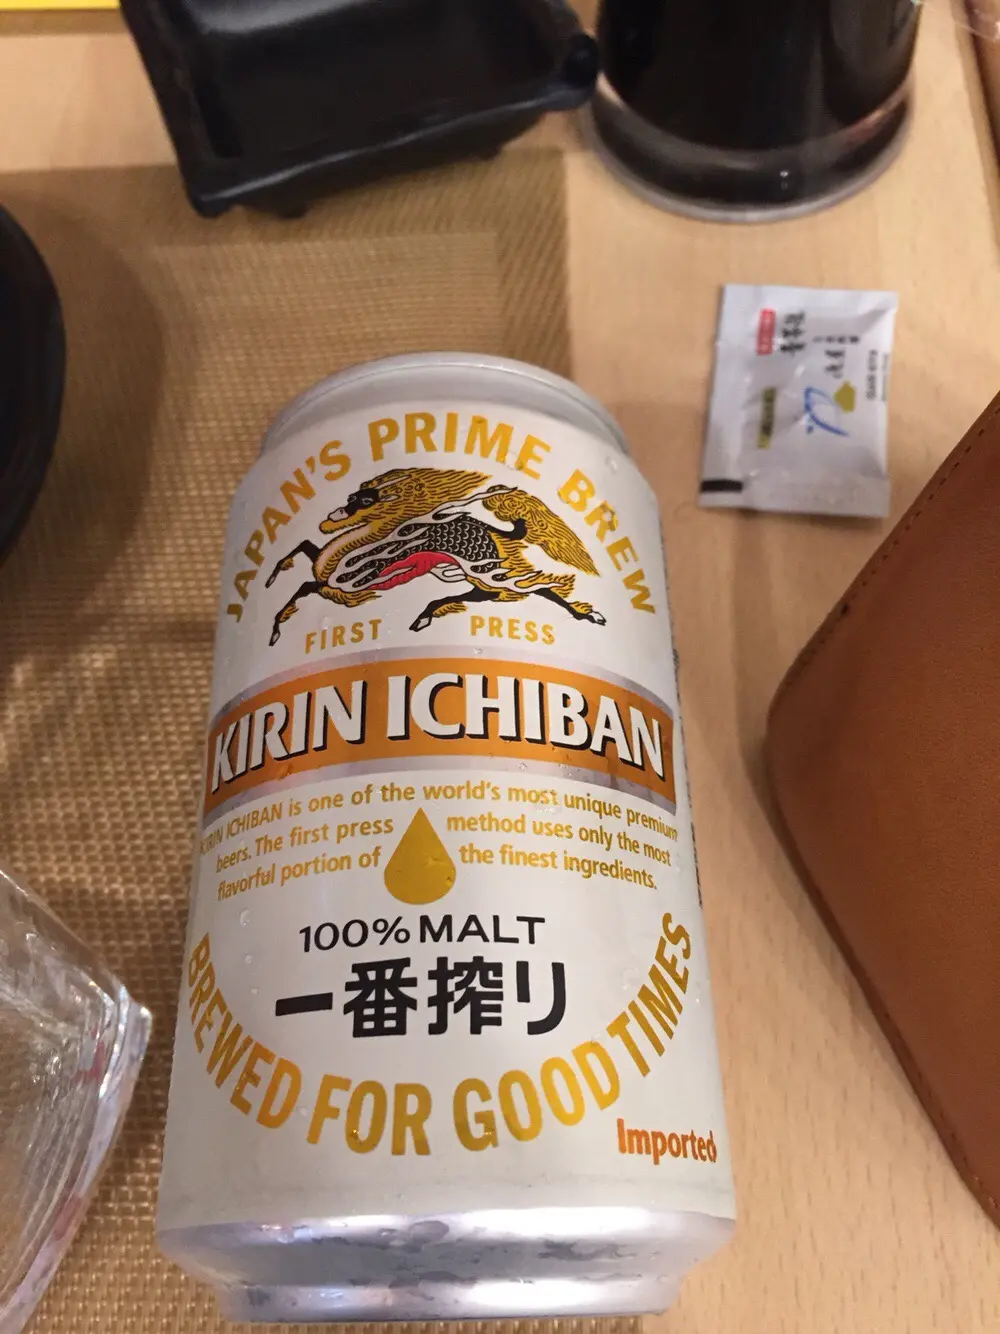 JAPAN'S PRIME BREW
FIRST PRESS
KIRIN ICHIBAN
KIRIN ICHIBAN is one of the world's most unique premium
beers. The first press method uses only the most
flavorful portion of the finest ingredients.
100% MALT
一番搾り
BREWED FOR GOOD TIMES
Imported